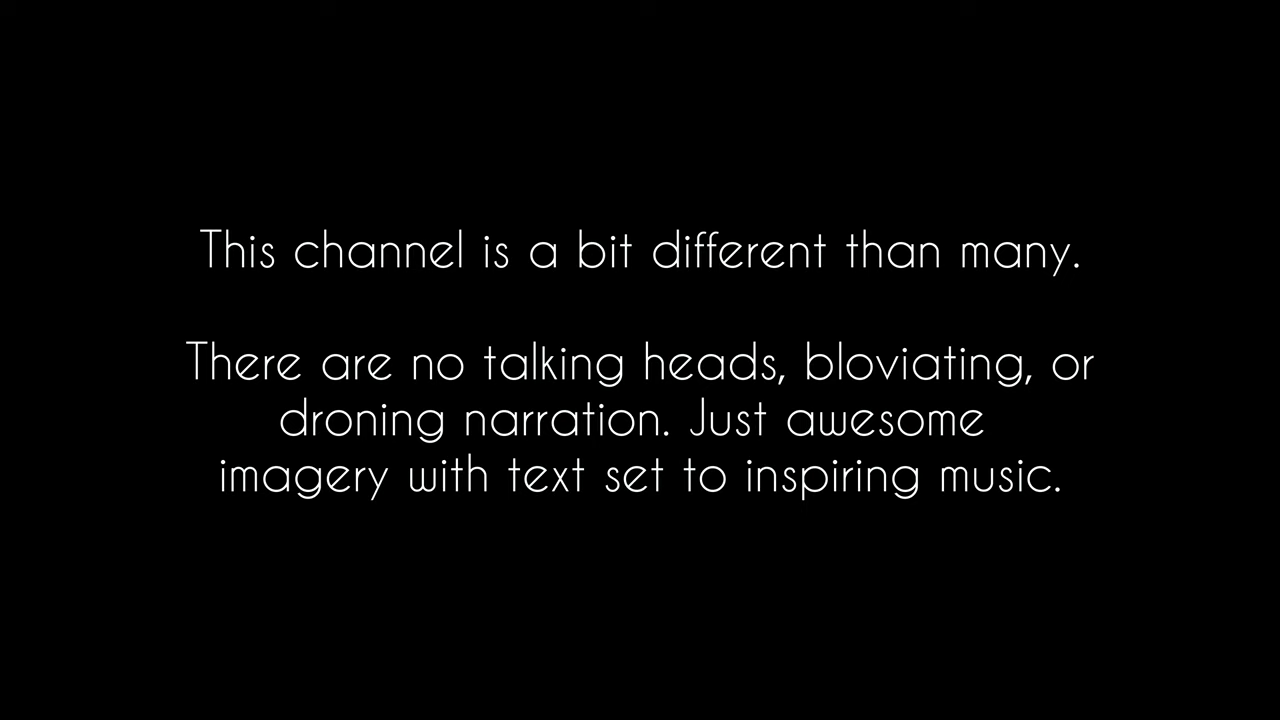 This channel is a bit different than many.
There are no talking heads, bloviating, or
droning narration. Just awesome
imagery with text set to inspiring music.